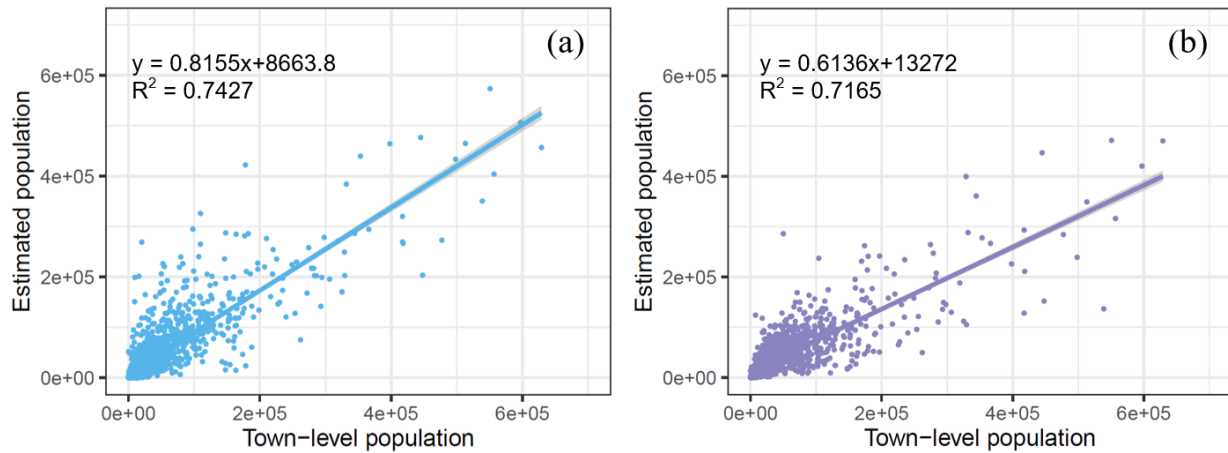 (a)
y = 0.8155x+8663.8
R² = 0.7427
6e+05
4e+05
2e+05
0e+00
Estimated population
0e+00 2e+05 4e+05 6e+05
Town−level population
(b)
y = 0.6136x+13272
R² = 0.7165
6e+05
4e+05
2e+05
0e+00
Estimated population
0e+00 2e+05 4e+05 6e+05
Town−level population